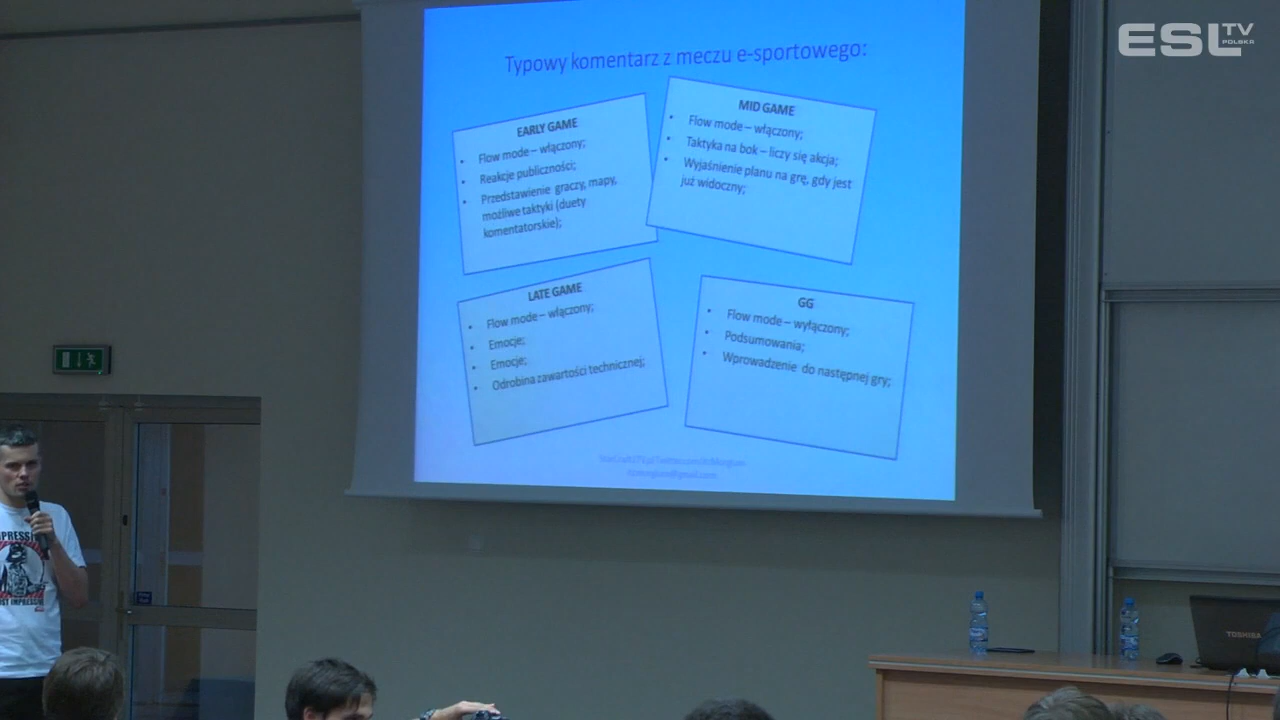 ESL TV
POLSKA
Typowy komentarz z meczu e-sportowego:
EARLY GAME
• Flow mode – włączony;
• Reakcje publiczności;
• Przedstawienie graczy, mapy,
możliwe taktyki (duety
komentatorskie);
MID GAME
• Flow mode – włączony;
• Taktyka na bok – liczy się akcja;
• Wyjaśnienie planu na grę, gdy jest
już widoczny;
LATE GAME
• Flow mode – włączony;
• Emocje;
• Emocje;
• Odrobina zawartości technicznej;
GG
• Flow mode – wyłączony;
• Podsumowania;
• Wprowadzenie do następnej gry;
TOSHIBA